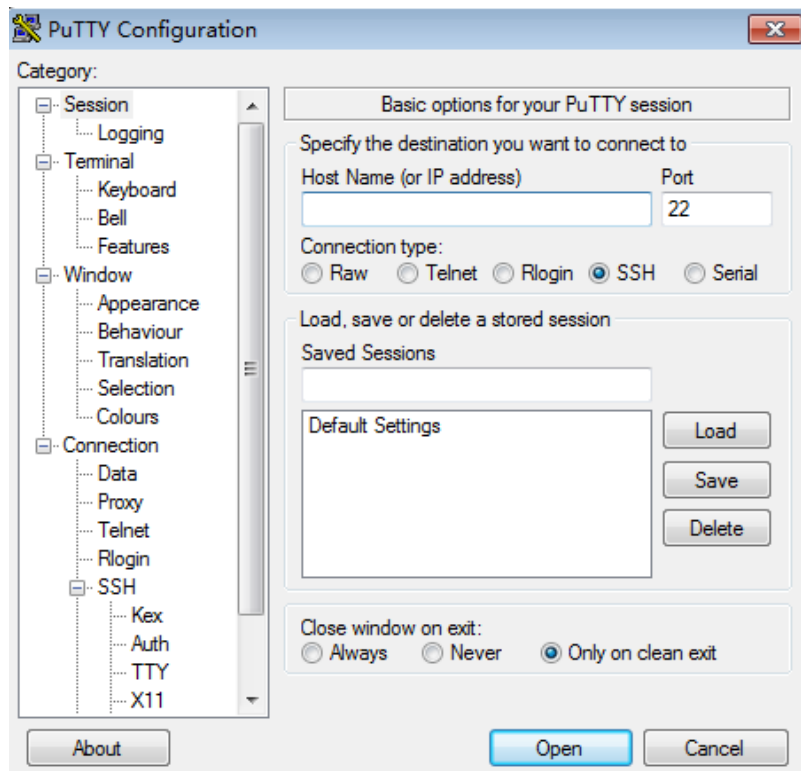 PuTTY Configuration
Category:
Session
Logging
Terminal
Keyboard
Bell
Features
Window
Appearance
Behaviour
Translation
Selection
Colours
Connection
Data
Proxy
Telnet
Rlogin
SSH
Kex
Auth
TTY
X11
Basic options for your PuTTY session
Specify the destination you want to connect to
Host Name (or IP address) Port
22
Connection type:
Raw Telnet Rlogin SSH Serial
Load, save or delete a stored session
Saved Sessions
Default Settings
Load
Save
Delete
Close window on exit:
Always Never Only on clean exit
About Open Cancel